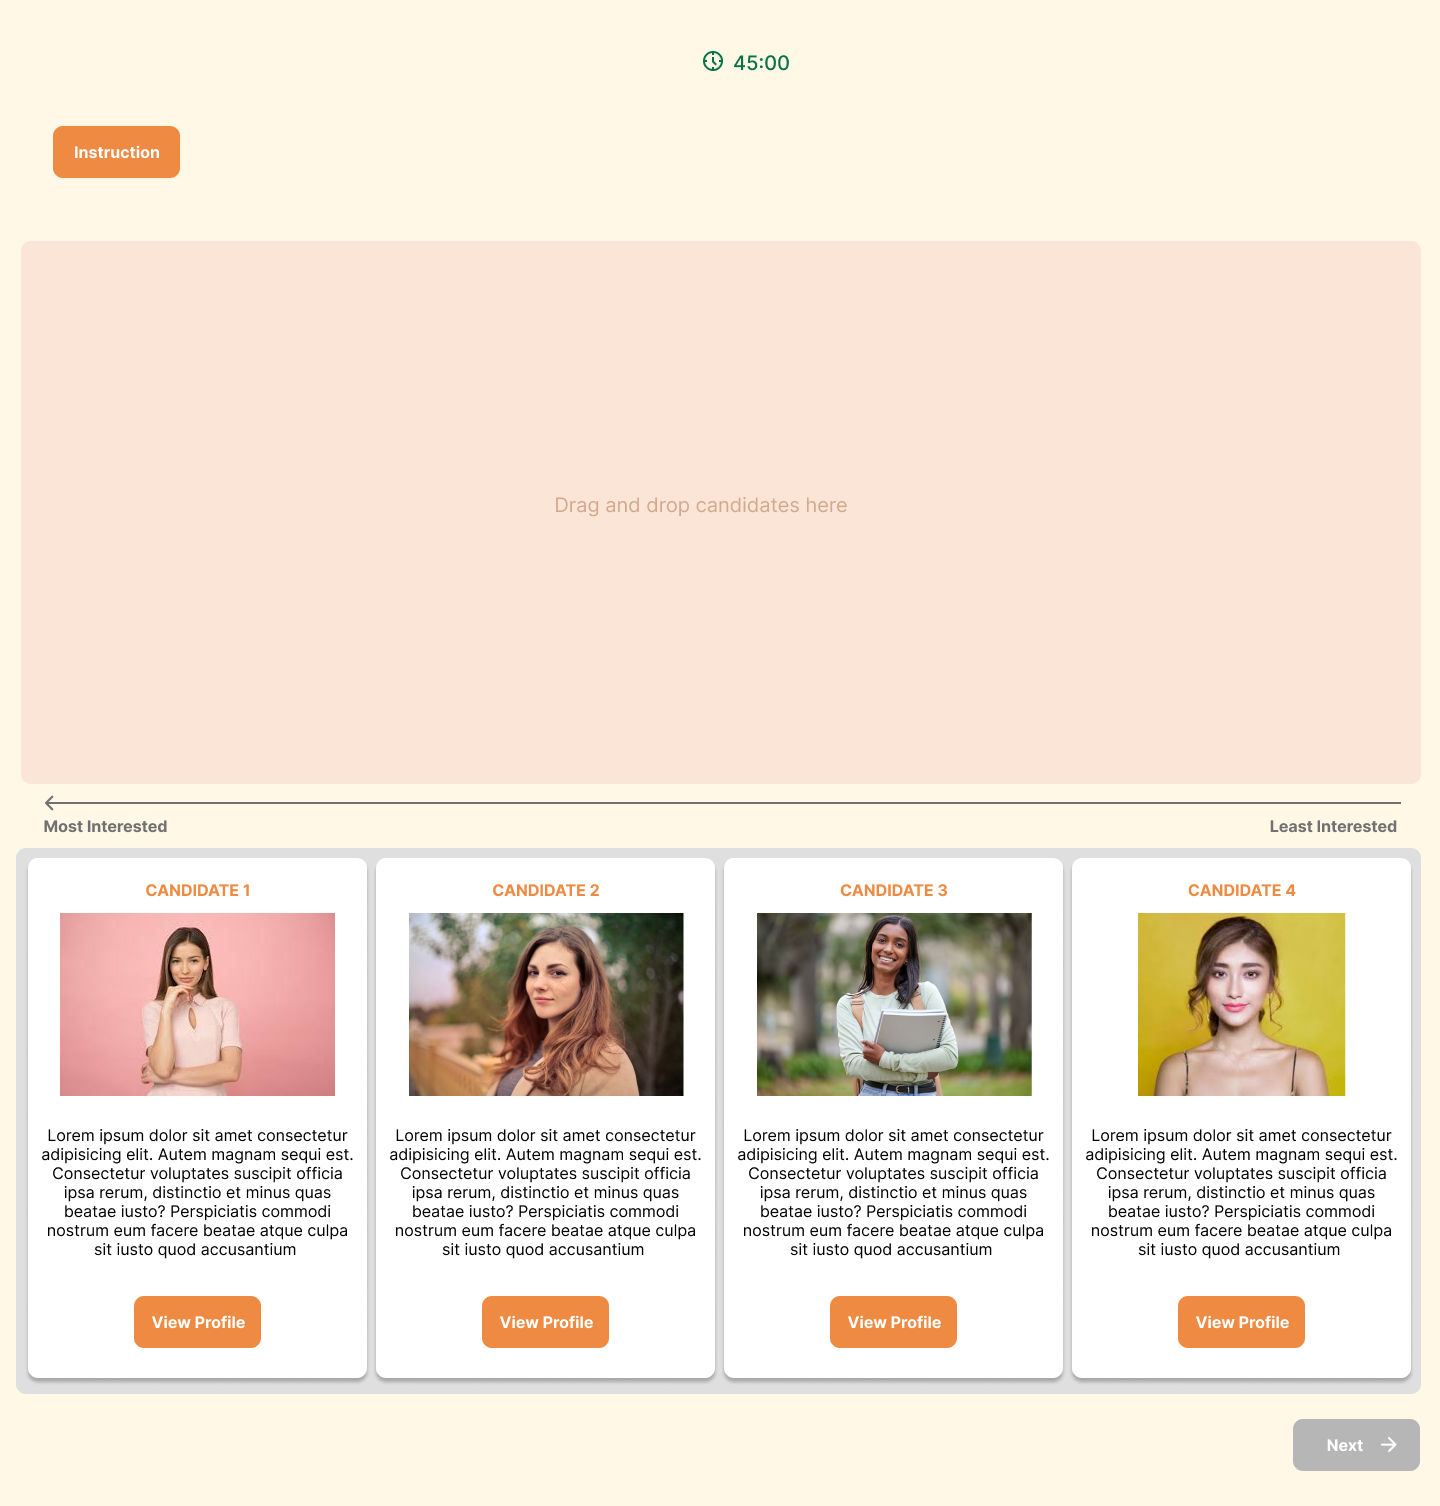 45:00
Instruction
Drag and drop candidates here
Most Interested
Least Interested
CANDIDATE 1
Lorem ipsum dolor sit amet consectetur
adipisicing elit. Autem magnam sequi est.
Consectetur voluptates suscipit officia
ipsa rerum, distinctio et minus quas
beatae iusto? Perspiciatis commodi
nostrum eum facere beatae atque culpa
sit iusto quod accusantium
View Profile
CANDIDATE 2
Lorem ipsum dolor sit amet consectetur
adipisicing elit. Autem magnam sequi est.
Consectetur voluptates suscipit officia
ipsa rerum, distinctio et minus quas
beatae iusto? Perspiciatis commodi
nostrum eum facere beatae atque culpa
sit iusto quod accusantium
View Profile
CANDIDATE 3
Lorem ipsum dolor sit amet consectetur
adipisicing elit. Autem magnam sequi est.
Consectetur voluptates suscipit officia
ipsa rerum, distinctio et minus quas
beatae iusto? Perspiciatis commodi
nostrum eum facere beatae atque culpa
sit iusto quod accusantium
View Profile
CANDIDATE 4
Lorem ipsum dolor sit amet consectetur
adipisicing elit. Autem magnam sequi est.
Consectetur voluptates suscipit officia
ipsa rerum, distinctio et minus quas
beatae iusto? Perspiciatis commodi
nostrum eum facere beatae atque culpa
sit iusto quod accusantium
View Profile
Next